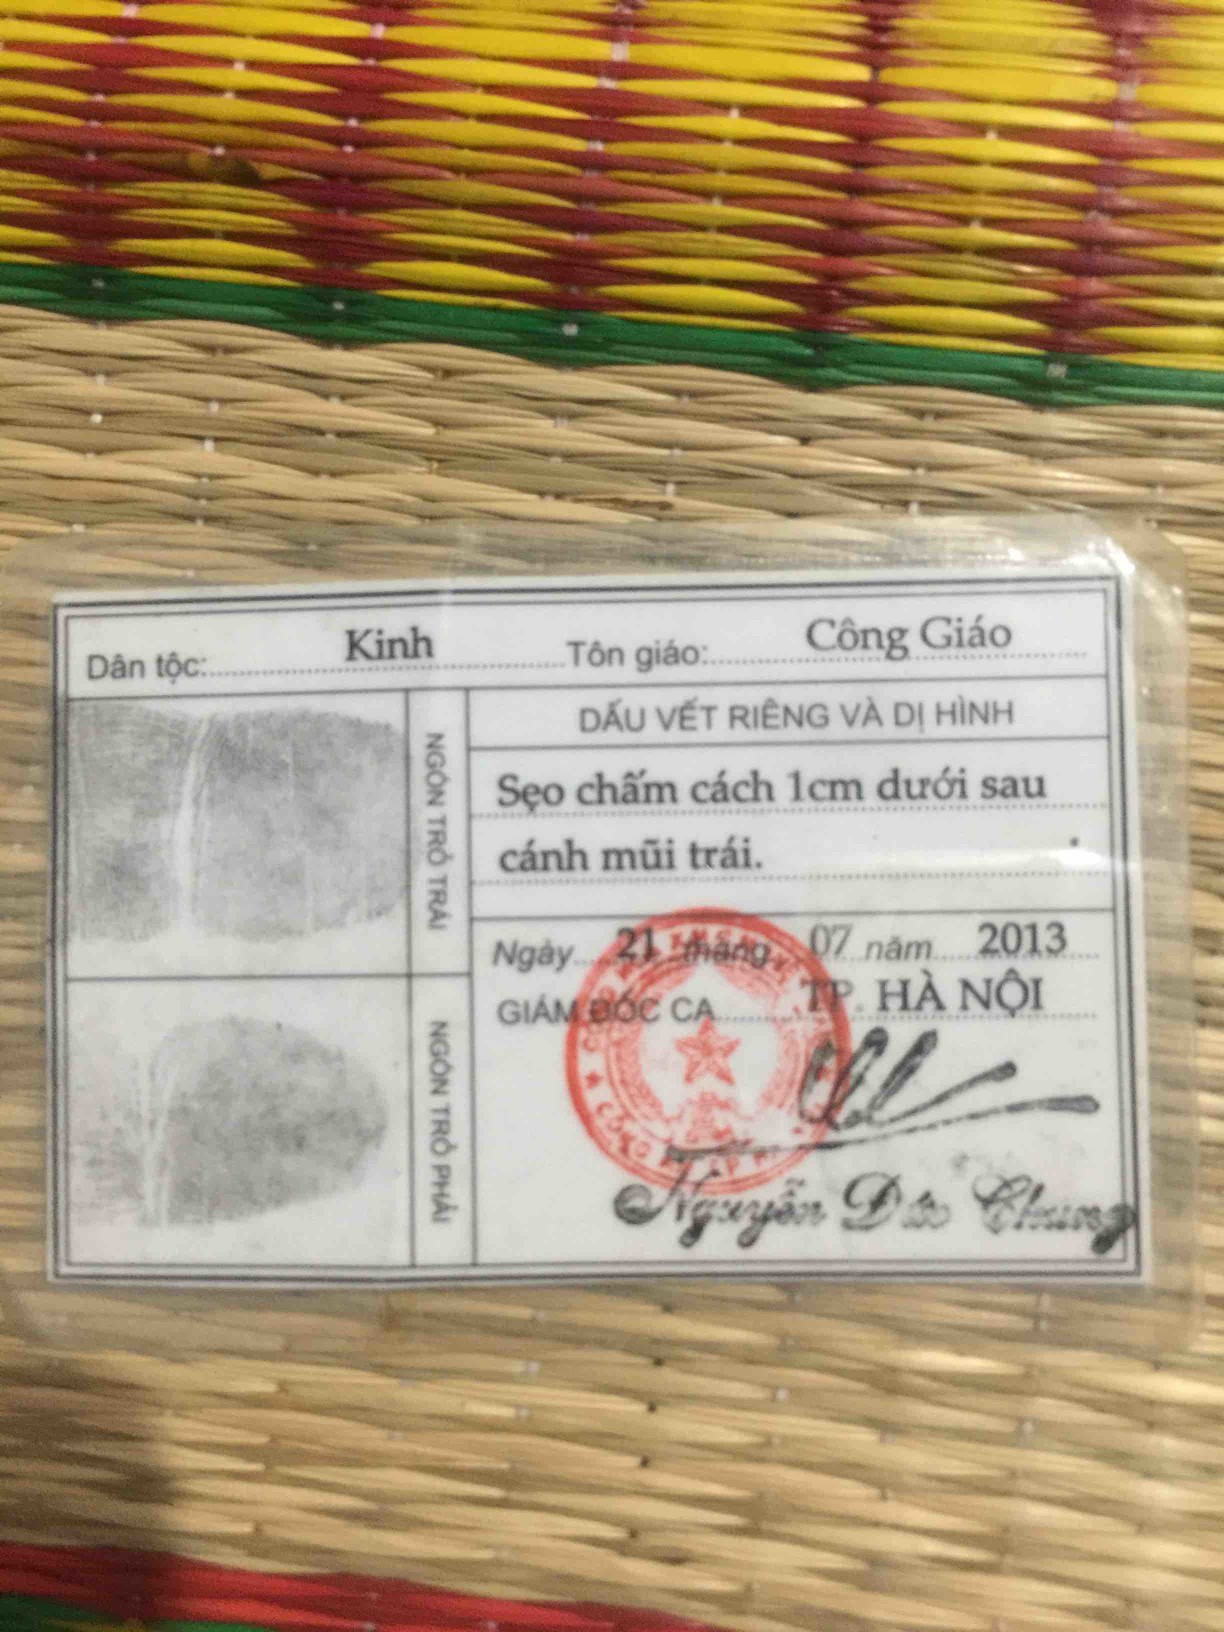 Dân tộc: Kinh Tôn giáo: Công Giáo
NGÓN TRỎ TRÁI
NGÓN TRỎ PHẢI
DẤU VẾT RIÊNG VÀ DỊ HÌNH
Sẹo chấm cách 1cm dưới sau
cánh mũi trái.
Ngày 21 tháng 07 năm 2013
GIÁM ĐỐC CA TP. HÀ NỘI
Nguyễn Đức Chung